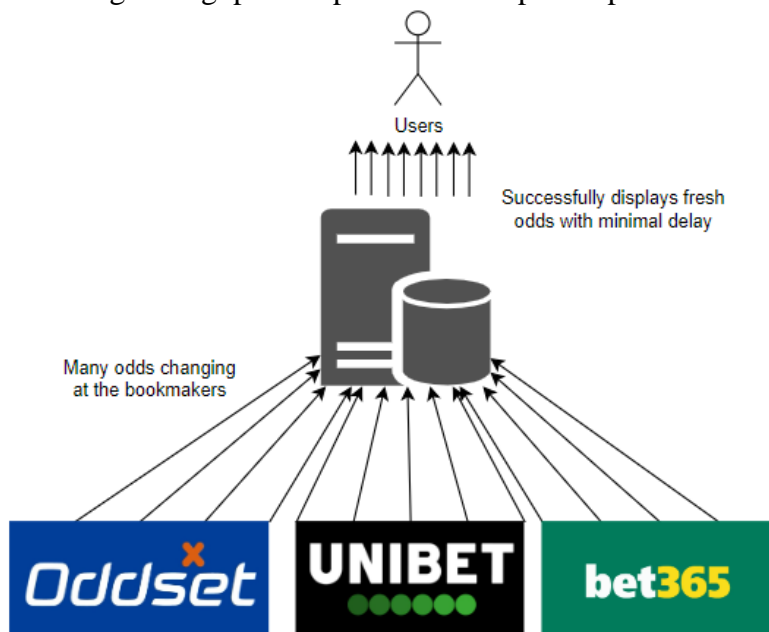 Users
Successfully displays fresh
odds with minimal delay
Many odds changing
at the bookmakers
Oddset
UNIBET
bet365